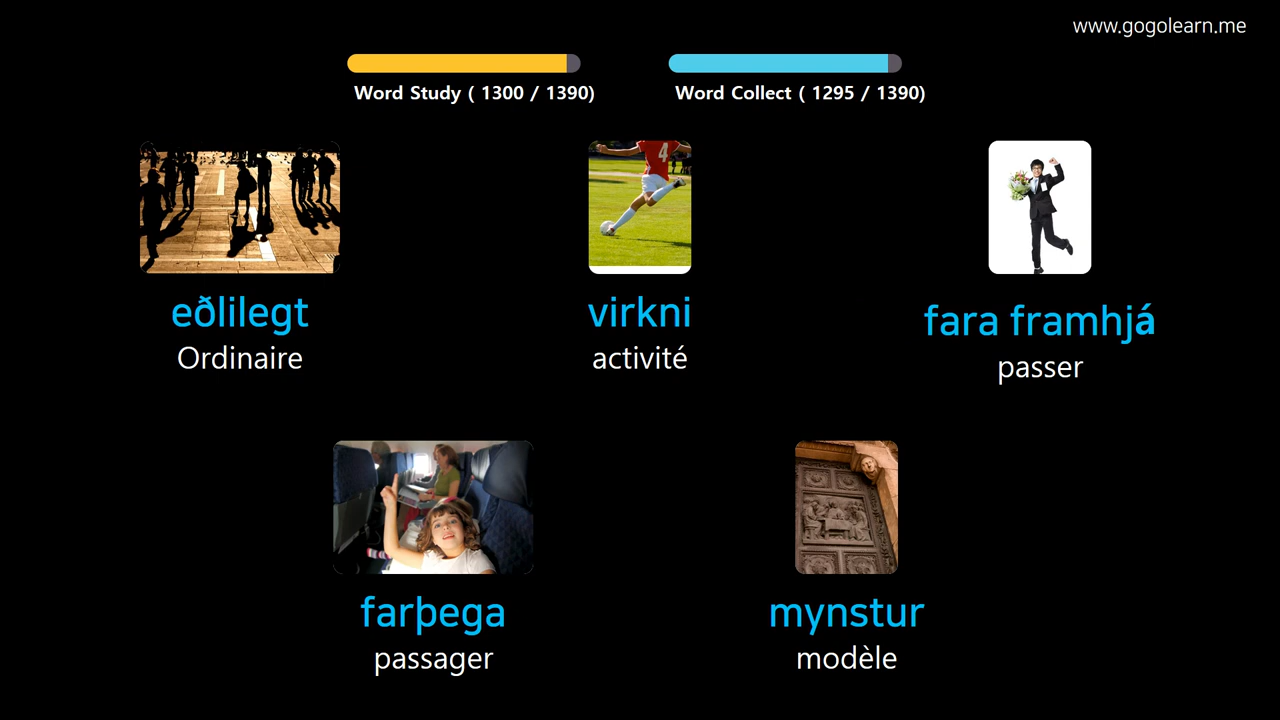 www.gogolearn.me
Word Study ( 1300 / 1390)
Word Collect ( 1295 / 1390)
eðlilegt
Ordinaire
virkni
activité
fara framhjá
passer
farþega
passager
mynstur
modèle
4